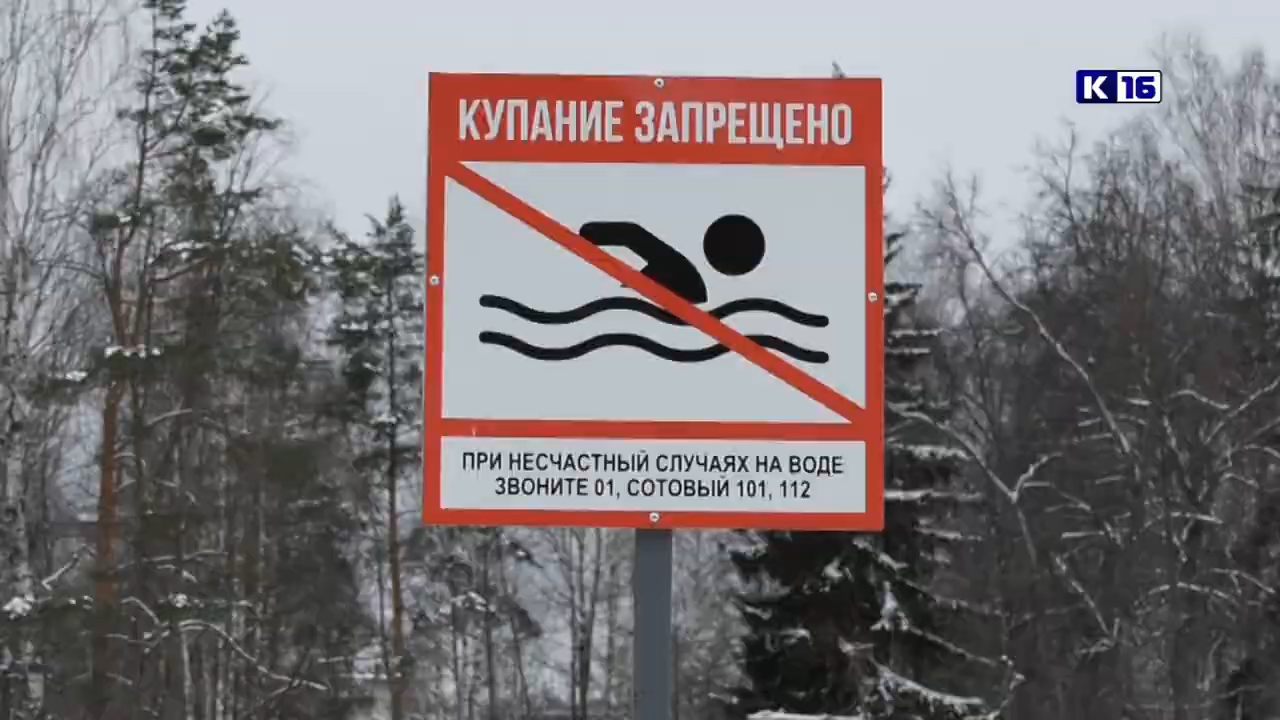 К 16
КУПАНИЕ ЗАПРЕЩЕНО
ПРИ НЕСЧАСТНЫЙ СЛУЧАЯХ НА ВОДЕ
ЗВОНИТЕ 01, СОТОВЫЙ 101, 112